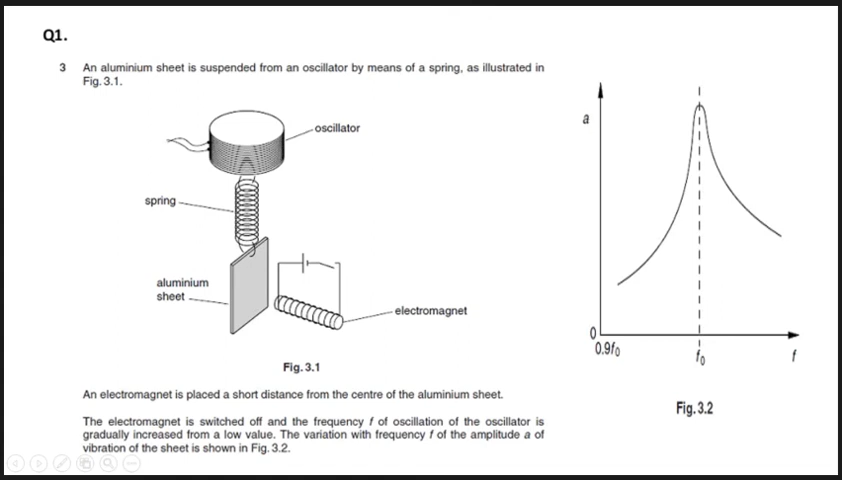 Q1.
3 An aluminium sheet is suspended from an oscillator by means of a spring, as illustrated in
Fig. 3.1.
oscillator
spring
aluminium
sheet
electromagnet
Fig. 3.1
a
0
0.9f₀
f₀
f
Fig. 3.2
An electromagnet is placed a short distance from the centre of the aluminium sheet.
The electromagnet is switched off and the frequency f of oscillation of the oscillator is
gradually increased from a low value. The variation with frequency f of the amplitude a of
vibration of the sheet is shown in Fig. 3.2.